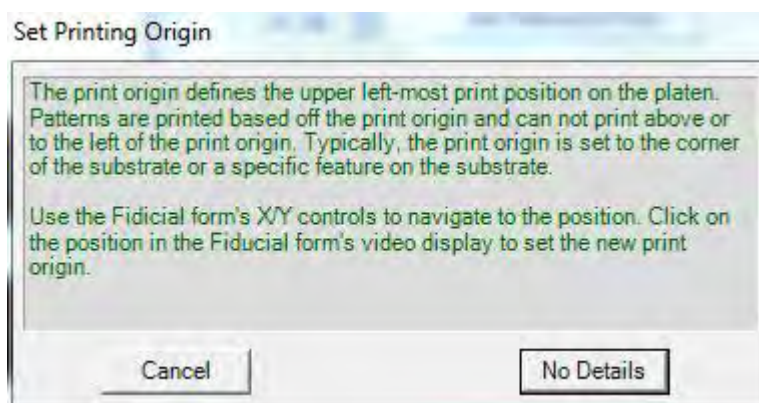 Set Printing Origin
The print origin defines the upper left-most print position on the platen.
Patterns are printed based off the print origin and can not print above or
to the left of the print origin. Typically, the print origin is set to the corner
of the substrate or a specific feature on the substrate.
Use the Fidicial form's X/Y controls to navigate to the position. Click on
the position in the Fiducial form's video display to set the new print
origin.
Cancel
No Details